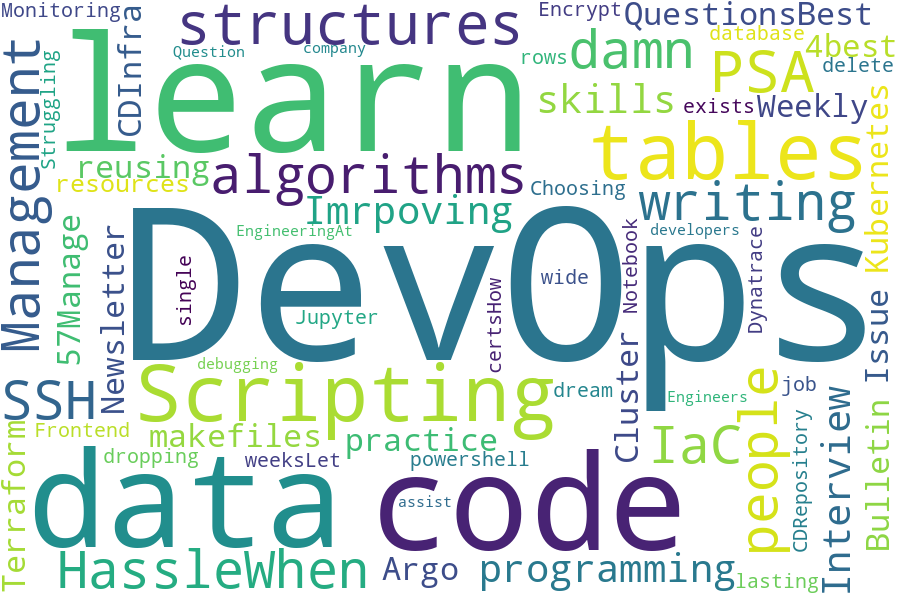 Monitoring
learn
CDInfra
structures
Question
company
Encrypt
QuestionsBest
damn
rows
database
4best
PSA
delete
Management
Struggling
skills
exists
Weekly
Kubernetes
reusing
resources
algorithms
tables
Choosing
writing
Imrpoving
57Manage
Newsletter
DevOps
EngineeringAt
single
Jupyter
certsHow
wide
Notebook
developers
Dynatrace
Issue
debugging
Scripting
SSH
dream
Cluster
Engineers
people
job
Interview
Frontend
makefiles
practice
IaC
Terraform
dropping
weeksLet
powershell
CDRepository
Bulletin
data
code
assist
HassleWhen
Argo
programming
lasting